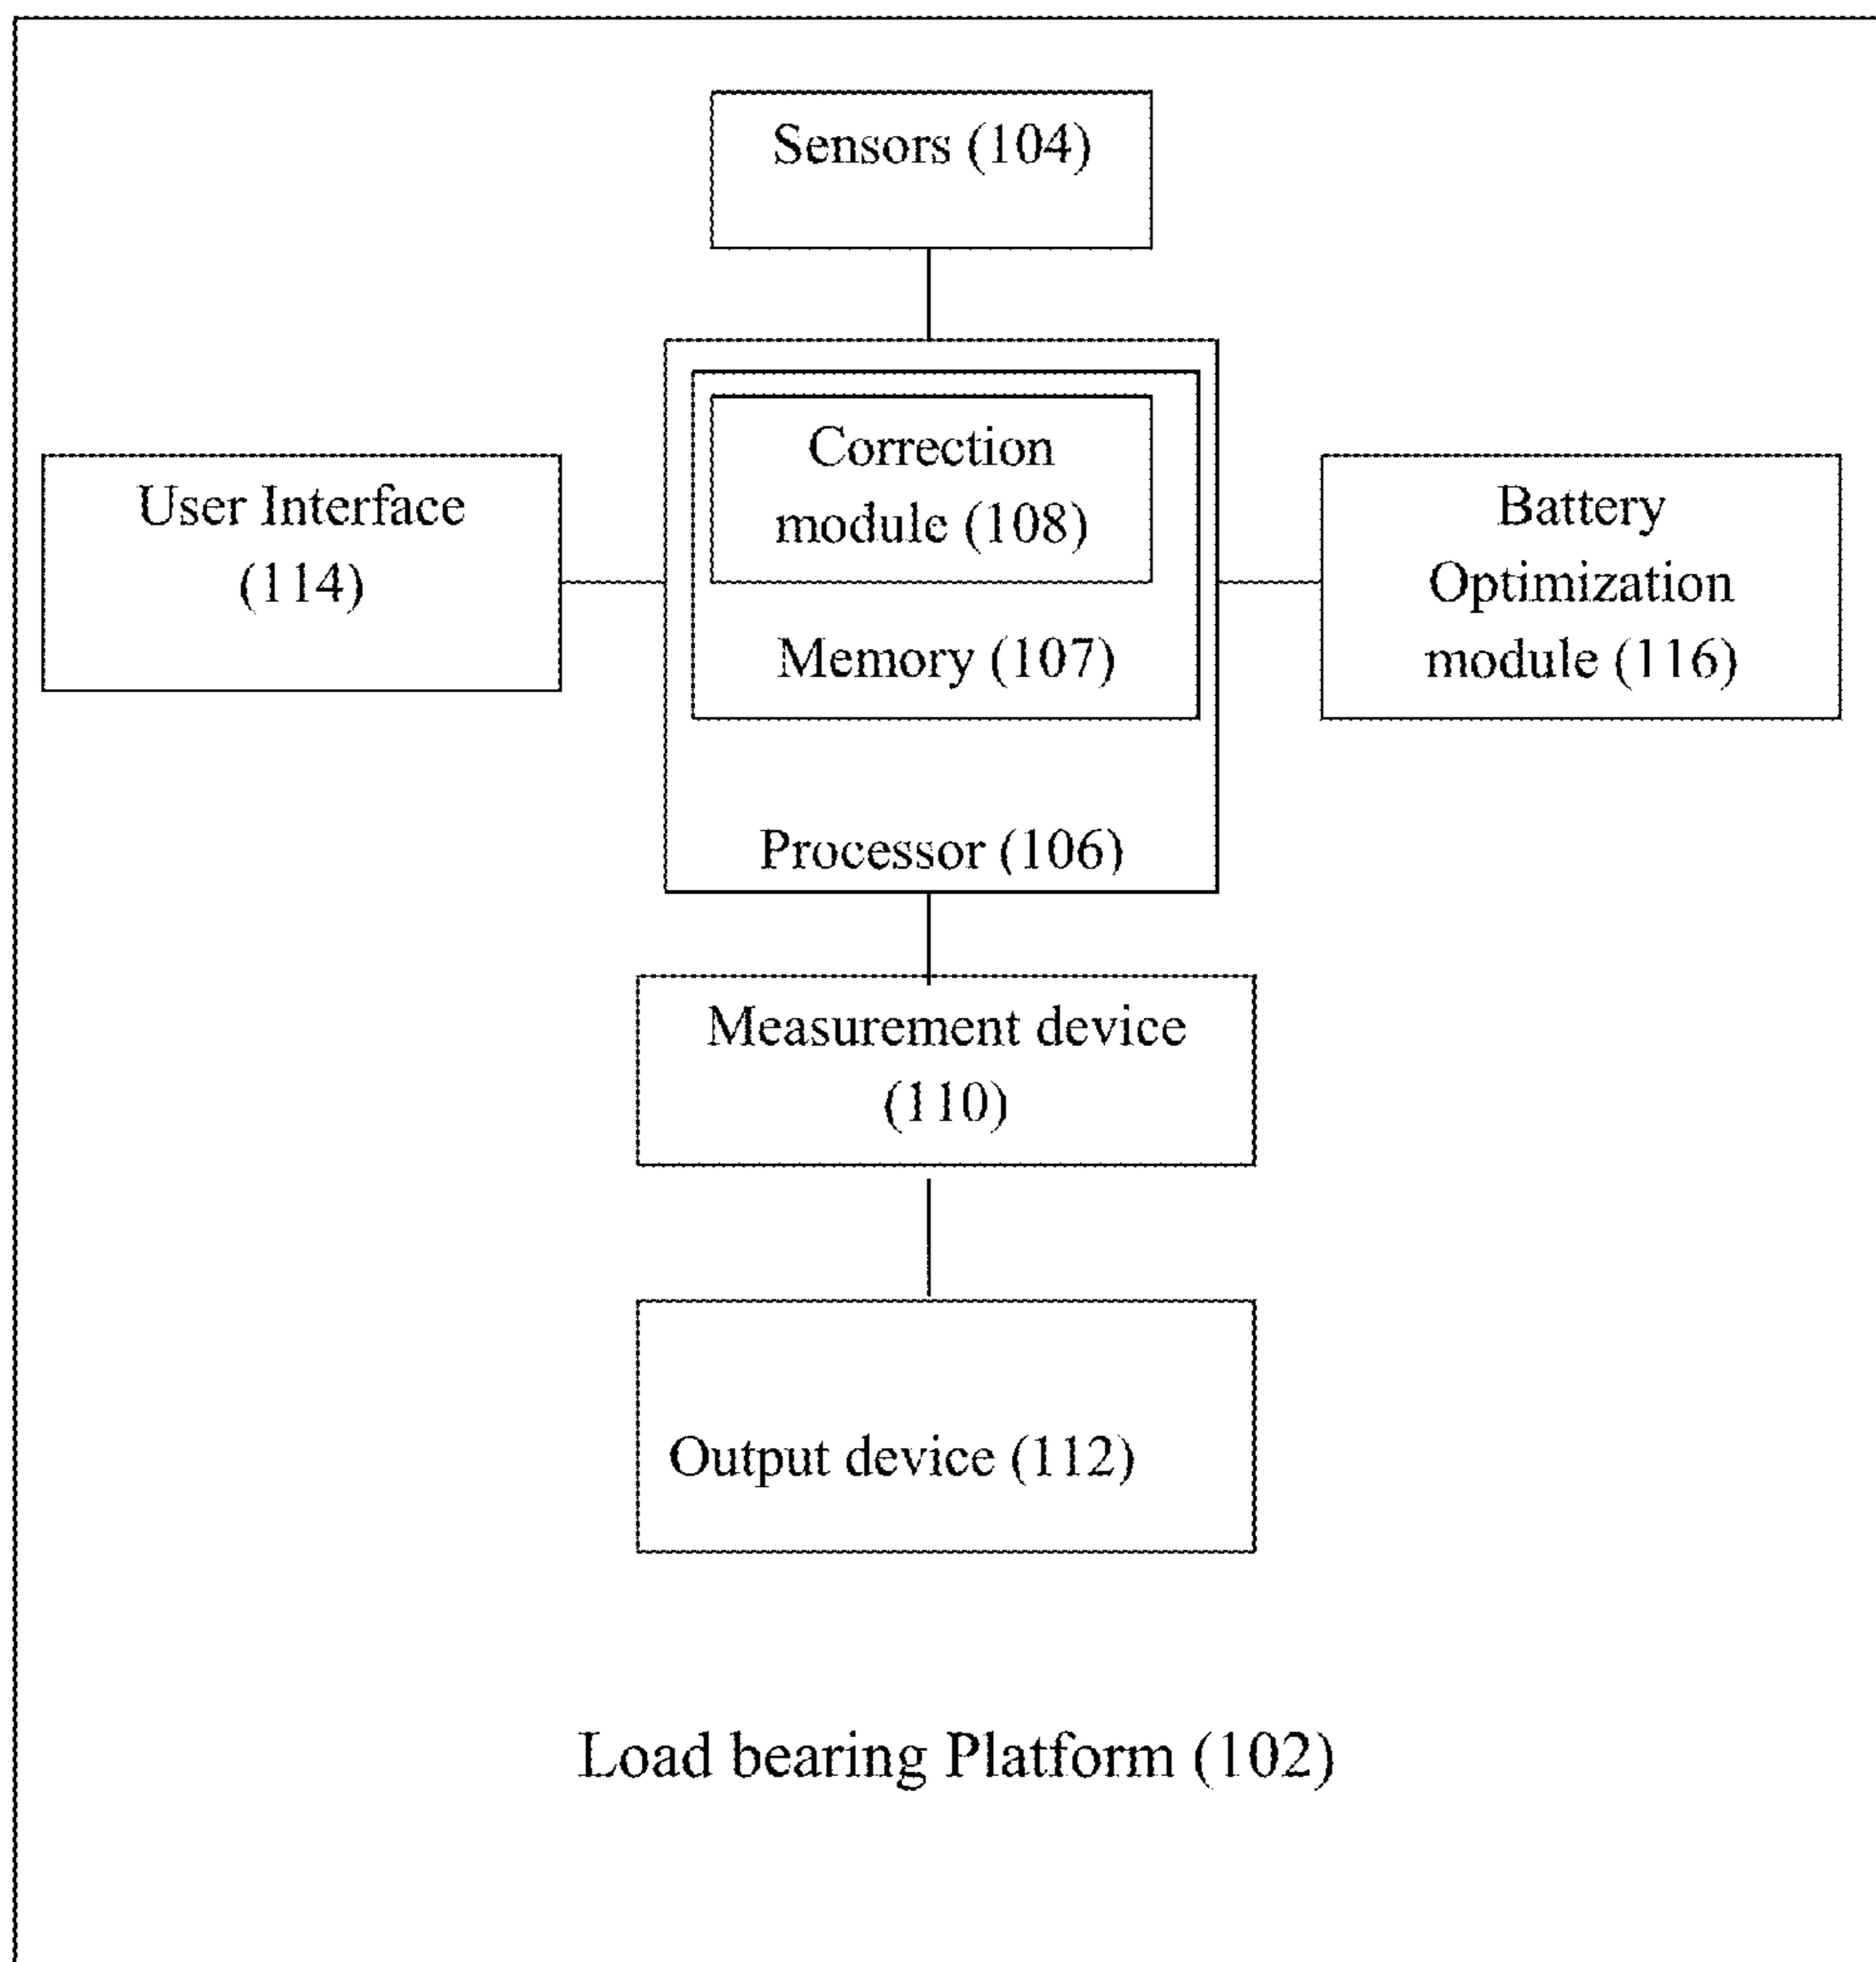 Sensors (104)
Correction
module (108)
Memory (107)
Processor (106)
User Interface
(114)
Battery
Optimization
module (116)
Measurement device
(110)
Output device (112)
Load bearing Platform (102)